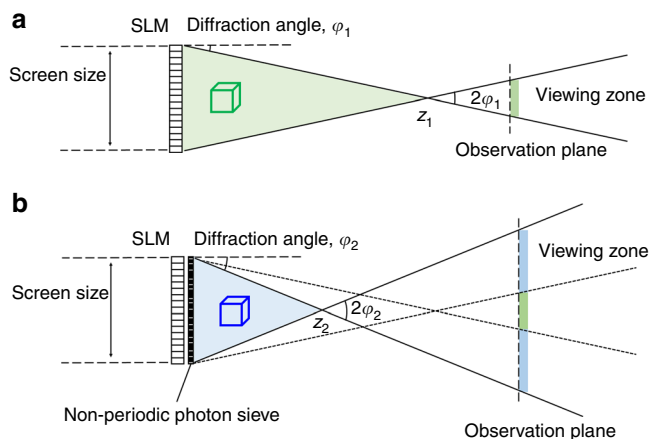 a
SLM
Diffraction angle, φ1
Screen size
2φ1
z1
Viewing zone
Observation plane
b
SLM
Diffraction angle, φ2
Screen size
2φ2
z2
Viewing zone
Non-periodic photon sieve
Observation plane